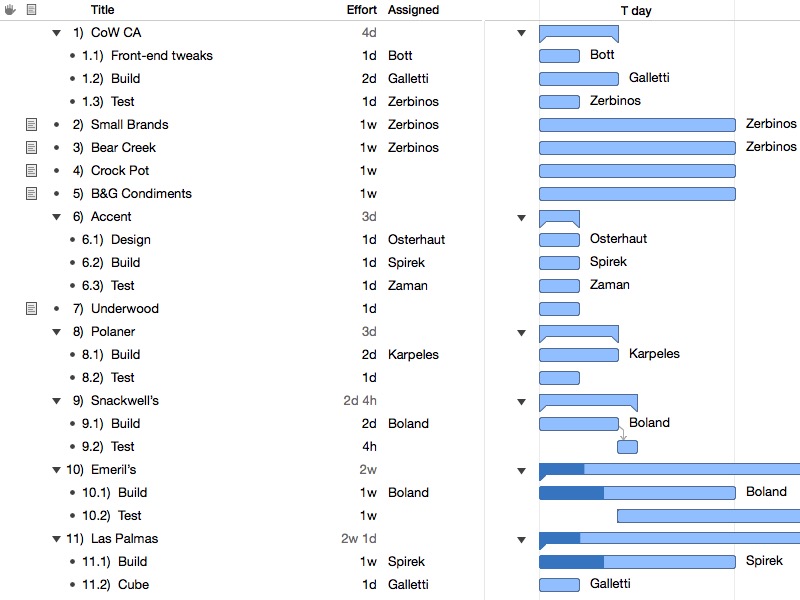 Title Effort Assigned T day
1) CoW CA 4d
1.1) Front-end tweaks 1d Bott Bott
1.2) Build 2d Galletti Galletti
1.3) Test 1d Zerbinos Zerbinos
2) Small Brands 1w Zerbinos Zerbinos
3) Bear Creek 1w Zerbinos Zerbinos
4) Crock Pot 1w
5) B&G Condiments 1w
6) Accent 3d
6.1) Design 1d Osterhaut Osterhaut
6.2) Build 1d Spirek Spirek
6.3) Test 1d Zaman Zaman
7) Underwood 1d
8) Polaner 3d
8.1) Build 2d Karpeles Karpeles
8.2) Test 1d
9) Snackwell’s 2d 4h
9.1) Build 2d Boland Boland
9.2) Test 4h
10) Emeril’s 2w
10.1) Build 1w Boland Boland
10.2) Test 1w
11) Las Palmas 2w 1d
11.1) Build 1w Spirek Spirek
11.2) Cube 1d Galletti Galletti